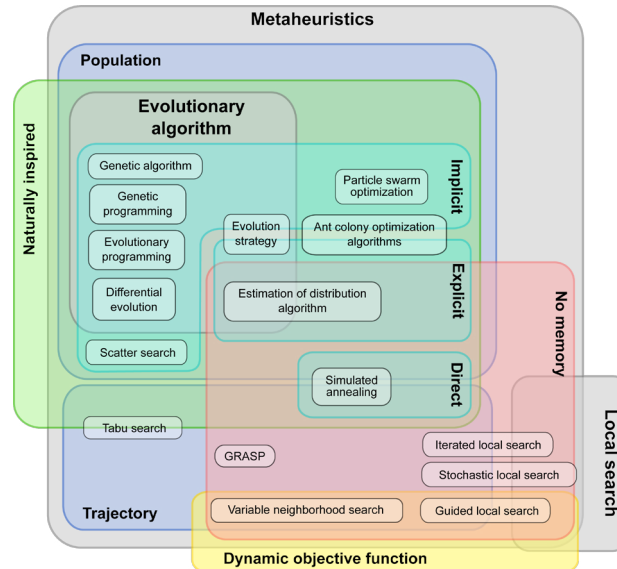 Metaheuristics
Population
Naturally inspired
Evolutionary
algorithm
Implicit
Genetic algorithm
Particle swarm
optimization
Genetic
programming
Evolution
strategy
Ant colony optimization
algorithms
Evolutionary
programming
Explicit
Differential
evolution
Estimation of distribution
algorithm
No memory
Scatter search
Direct
Simulated
annealing
Local search
Tabu search
Iterated local search
GRASP
Stochastic local search
Trajectory
Variable neighborhood search
Guided local search
Dynamic objective function